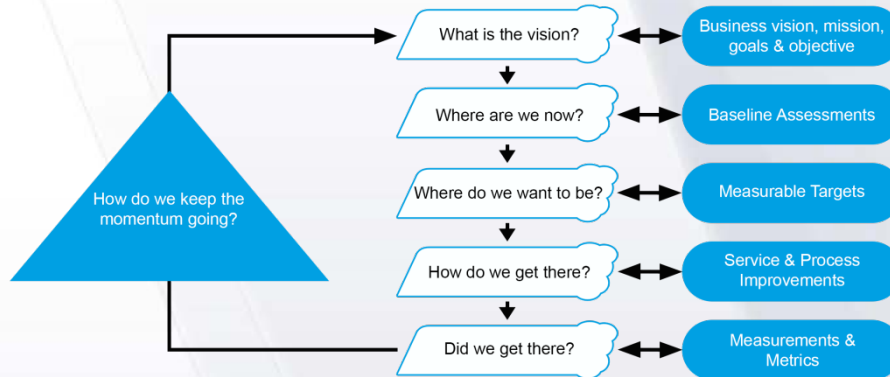 What is the vision?
Business vision, mission,
goals & objective
Where are we now?
Baseline Assessments
How do we keep the
momentum going?
Where do we want to be?
Measurable Targets
How do we get there?
Service & Process
Improvements
Did we get there?
Measurements &
Metrics